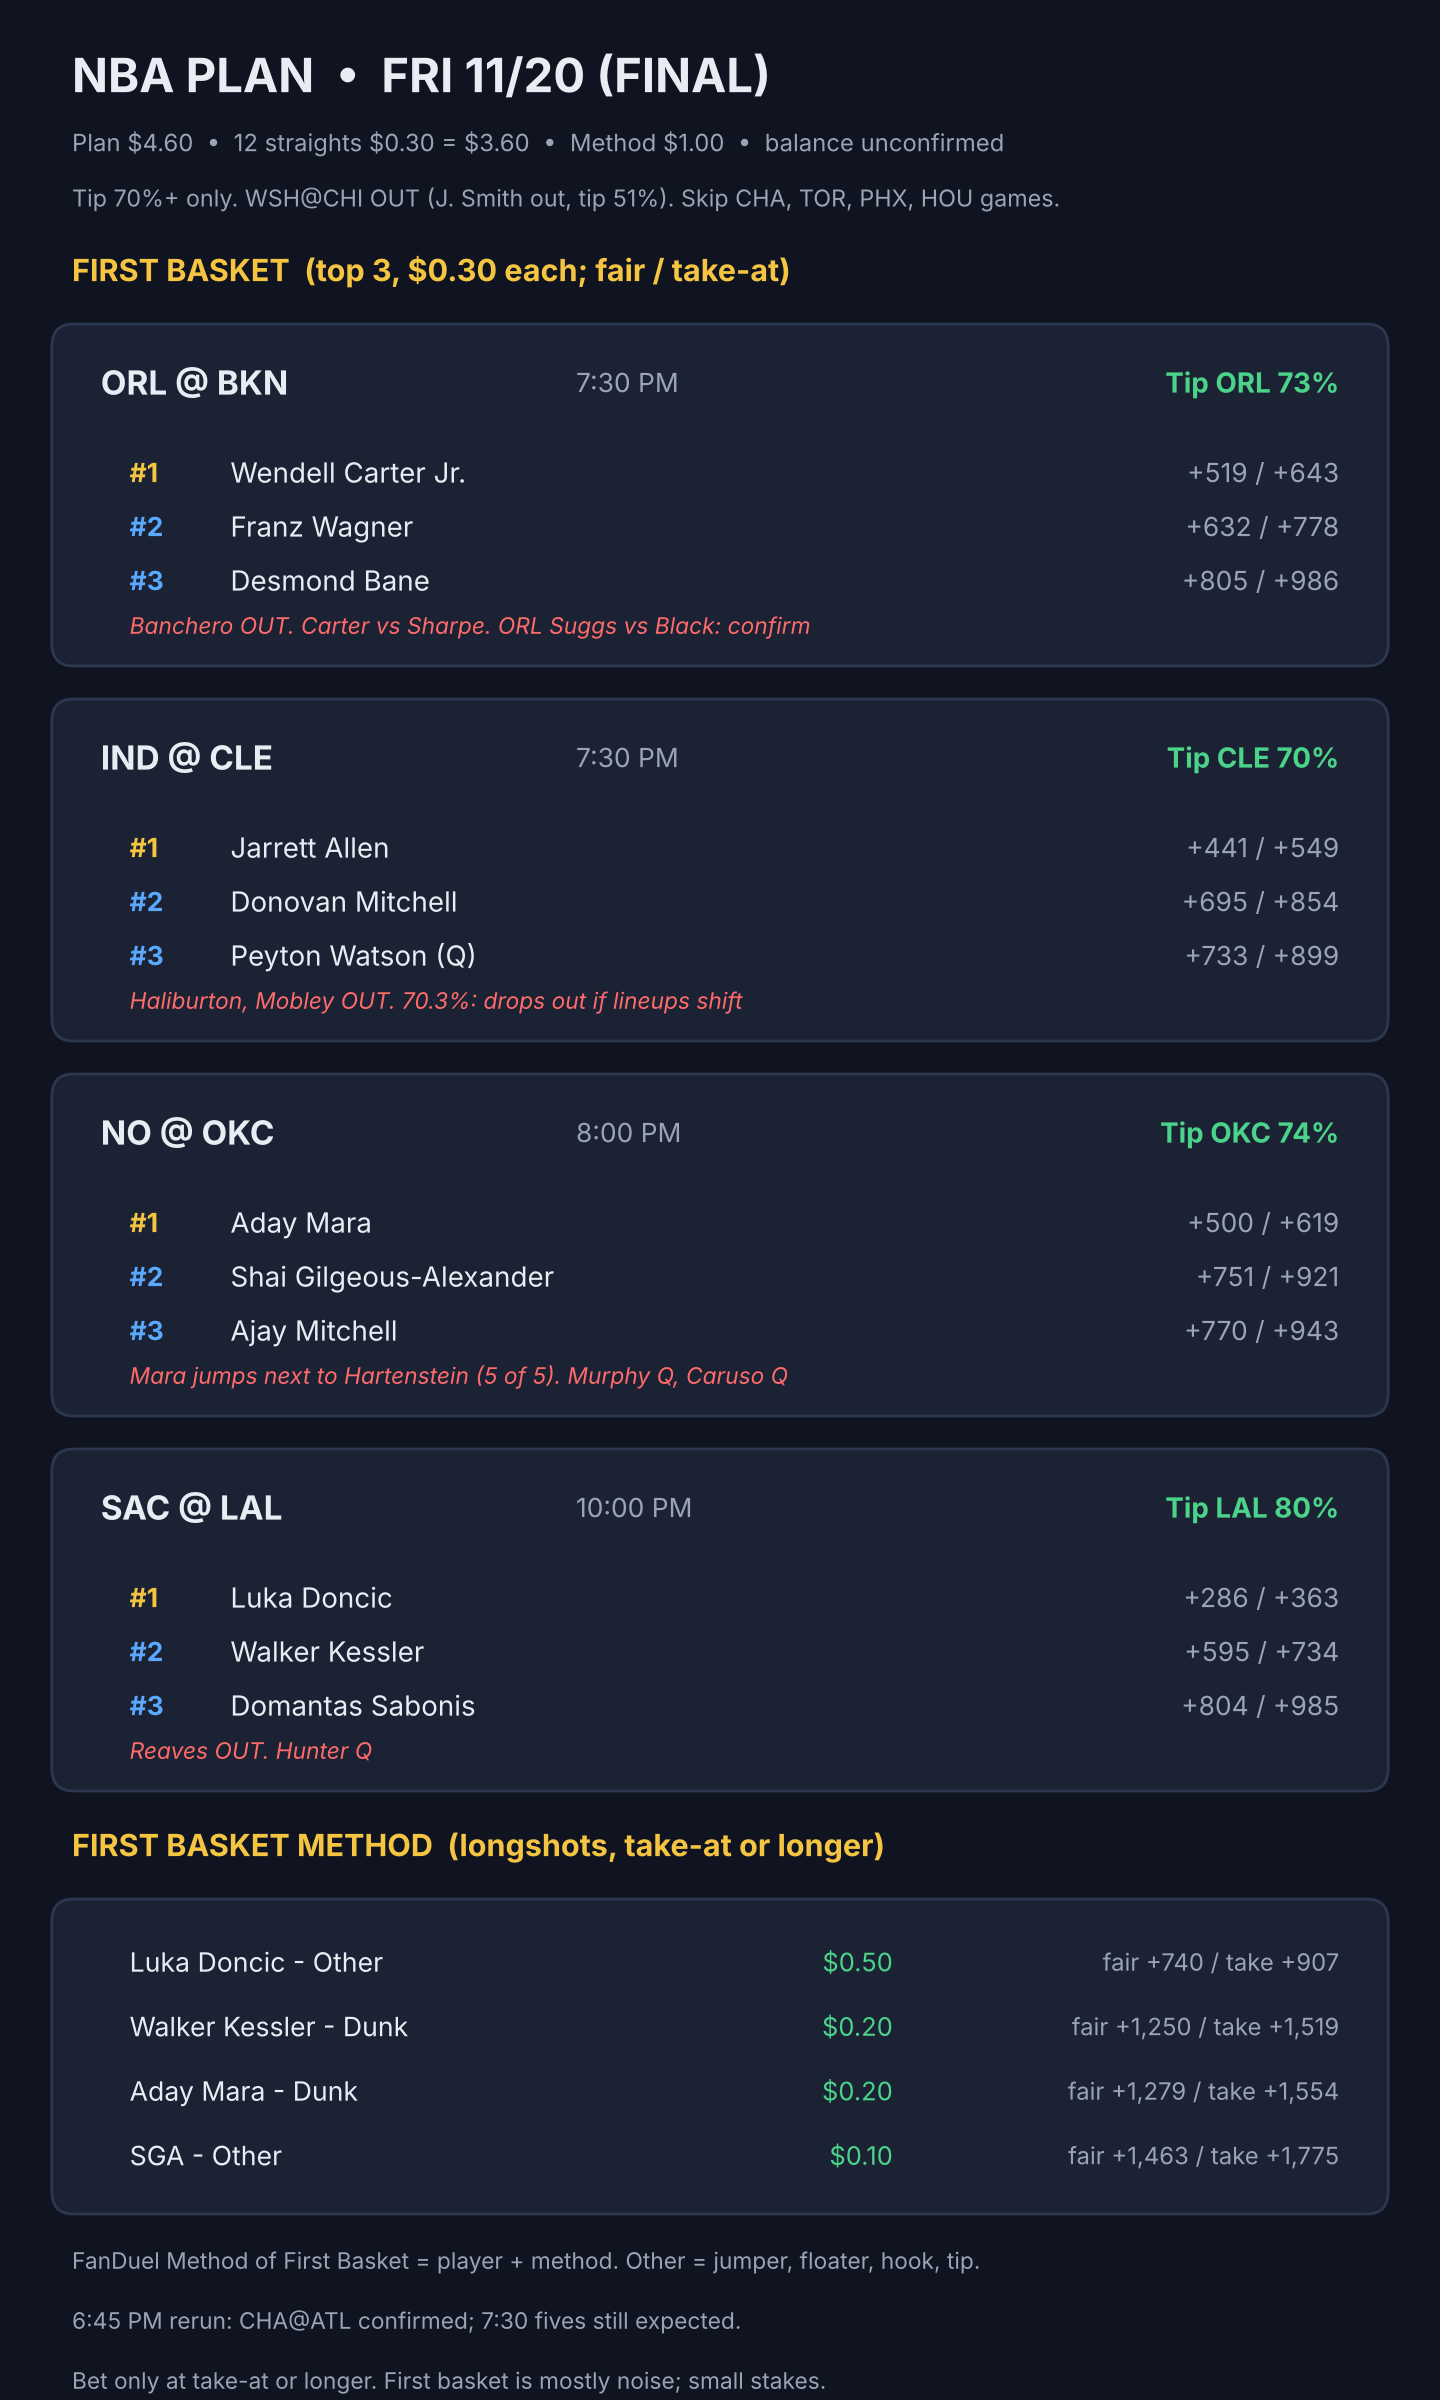 NBA PLAN • FRI 11/20 (FINAL)
Plan $4.60 • 12 straights $0.30 = $3.60 • Method $1.00 • balance unconfirmed
Tip 70%+ only. WSH@CHI OUT (J. Smith out, tip 51%). Skip CHA, TOR, PHX, HOU games.
FIRST BASKET (top 3, $0.30 each; fair / take-at)
ORL @ BKN 7:30 PM Tip ORL 73%
#1 Wendell Carter Jr. +519 / +643
#2 Franz Wagner +632 / +778
#3 Desmond Bane +805 / +986
Banchero OUT. Carter vs Sharpe. ORL Suggs vs Black: confirm
IND @ CLE 7:30 PM Tip CLE 70%
#1 Jarrett Allen +441 / +549
#2 Donovan Mitchell +695 / +854
#3 Peyton Watson (Q) +733 / +899
Haliburton, Mobley OUT. 70.3%: drops out if lineups shift
NO @ OKC 8:00 PM Tip OKC 74%
#1 Aday Mara +500 / +619
#2 Shai Gilgeous-Alexander +751 / +921
#3 Ajay Mitchell +770 / +943
Mara jumps next to Hartenstein (5 of 5). Murphy Q, Caruso Q
SAC @ LAL 10:00 PM Tip LAL 80%
#1 Luka Doncic +286 / +363
#2 Walker Kessler +595 / +734
#3 Domantas Sabonis +804 / +985
Reaves OUT. Hunter Q
FIRST BASKET METHOD (longshots, take-at or longer)
Luka Doncic - Other $0.50 fair +740 / take +907
Walker Kessler - Dunk $0.20 fair +1,250 / take +1,519
Aday Mara - Dunk $0.20 fair +1,279 / take +1,554
SGA - Other $0.10 fair +1,463 / take +1,775
FanDuel Method of First Basket = player + method. Other = jumper, floater, hook, tip.
6:45 PM rerun: CHA@ATL confirmed; 7:30 fives still expected.
Bet only at take-at or longer. First basket is mostly noise; small stakes.